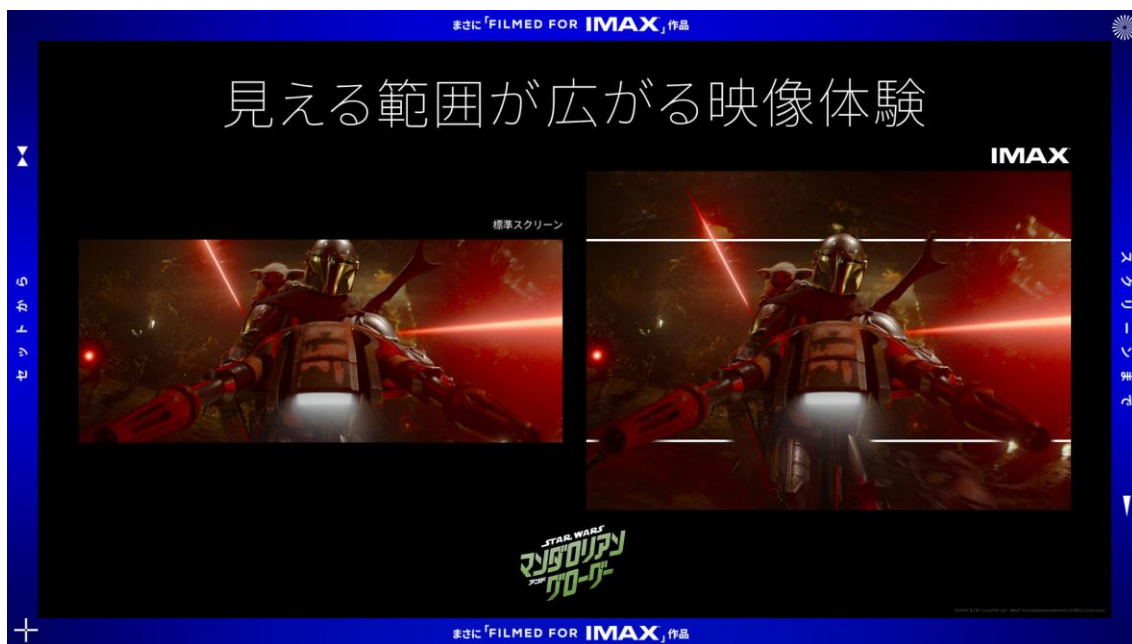 まさに「FILMED FOR IMAX」作品
見える範囲が広がる映像体験
IMAX
標準スクリーン
セットから
スクリーンまで
STAR WARS
マンダロリアン
アンド
グローグー
まさに「FILMED FOR IMAX」作品